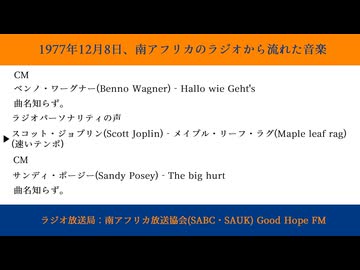 1977年12月8日、南アフリカのラジオから流れた音楽
CM
ベンノ・ワーグナー(Benno Wagner) - Hallo wie Geht's
曲名知らず。
ラジオパーソナリティの声
▶スコット・ジョプリン(Scott Joplin) - メイプル・リーフ・ラグ(Maple leaf rag)
(速いテンポ)
CM
サンディ・ポージー(Sandy Posey) - The big hurt
曲名知らず。
ラジオ放送局：南アフリカ放送協会(SABC・SAUK) Good Hope FM